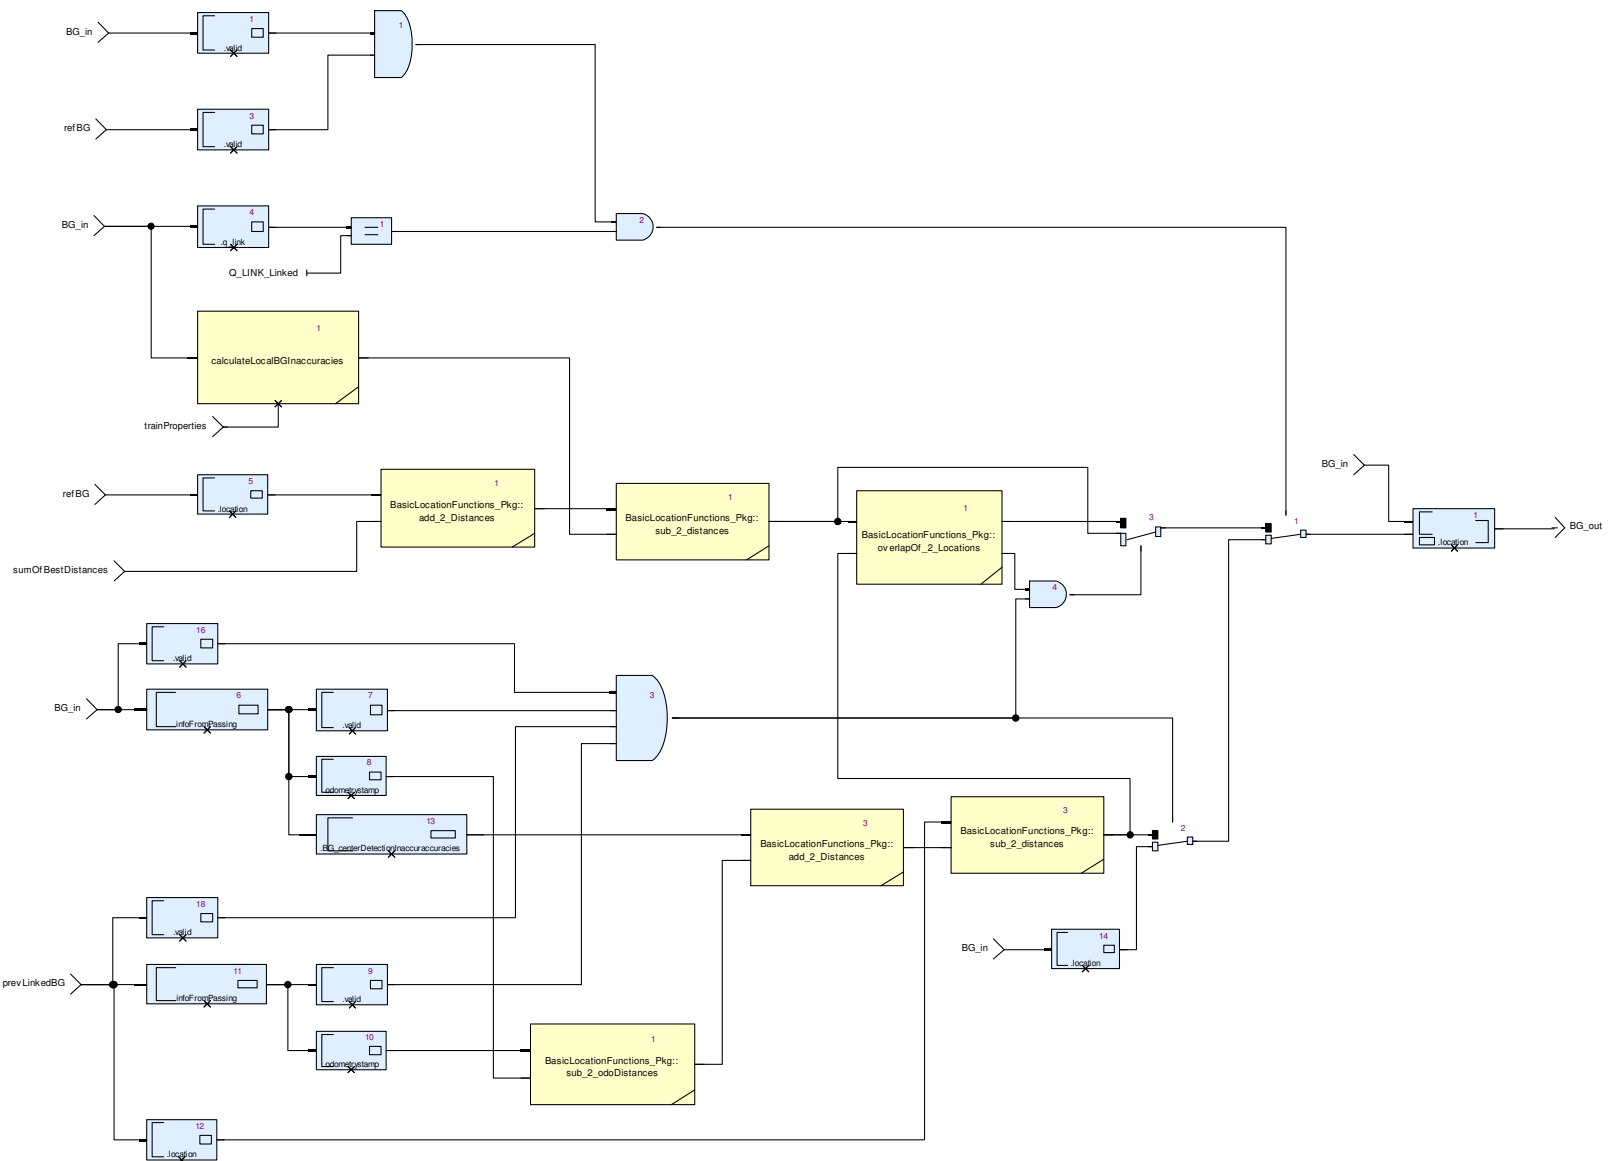 1
BG_in
.valid
1
3
refBG
.valid
4
BG_in
.q_link
1
2
Q_LINK_Linked
1
calculateLocalBGInaccuracies
trainProperties
5
refBG
.location
1
BasicLocationFunctions_Pkg::
add_2_Distances
1
BasicLocationFunctions_Pkg::
sub_2_distances
1
BasicLocationFunctions_Pkg::
overlapOf_2_Locations
3
1
BG_in
1
.location
BG_out
sumOfBestDistances
4
16
.valid
BG_in
6
.infoFromPassing
7
.valid
3
8
.odometrystamp
13
.BG_centerDetectionInaccuraccuracies
3
BasicLocationFunctions_Pkg::
add_2_Distances
3
BasicLocationFunctions_Pkg::
sub_2_distances
2
18
.valid
BG_in
14
.location
prevLinkedBG
11
.infoFromPassing
9
.valid
10
.odometrystamp
1
BasicLocationFunctions_Pkg::
sub_2_odoDistances
12
.location